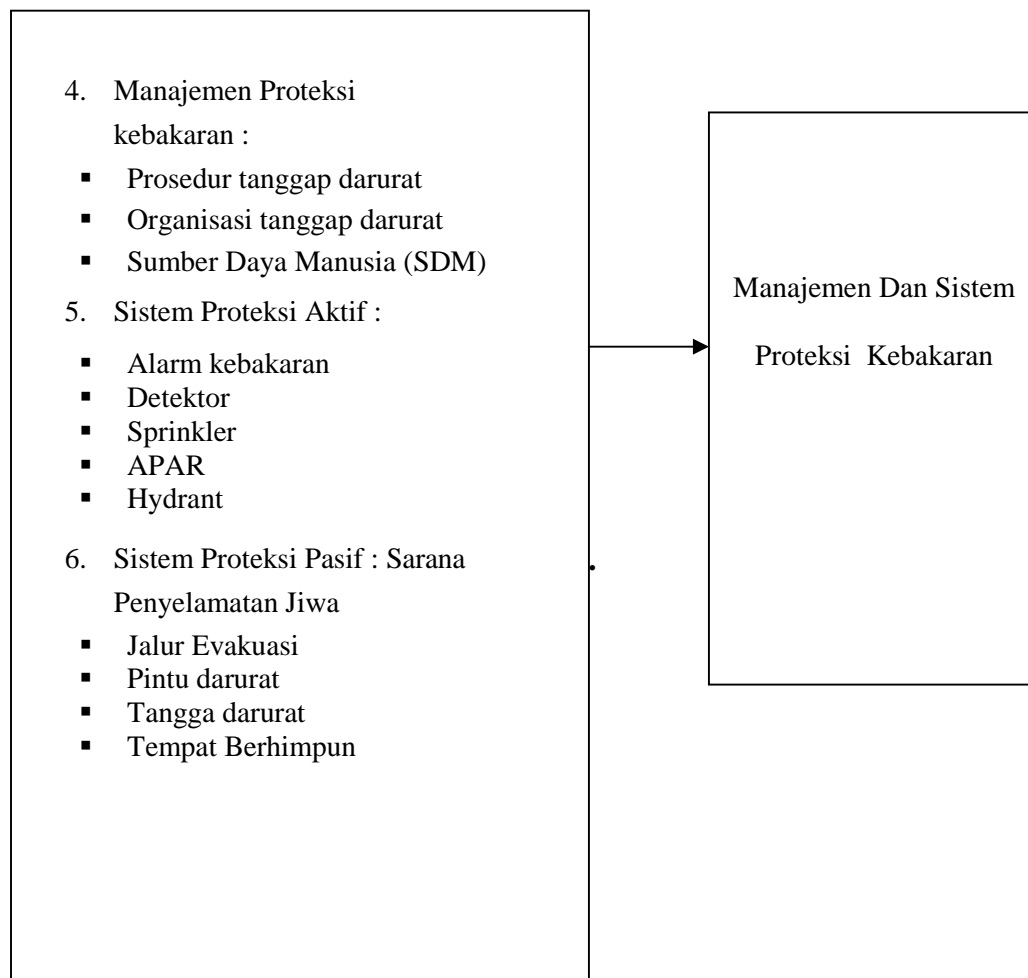 4. Manajemen Proteksi
kebakaran :
▪ Prosedur tanggap darurat
▪ Organisasi tanggap darurat
▪ Sumber Daya Manusia (SDM)
5. Sistem Proteksi Aktif :
▪ Alarm kebakaran
▪ Detektor
▪ Sprinkler
▪ APAR
▪ Hydrant
6. Sistem Proteksi Pasif : Sarana
Penyelamatan Jiwa
▪ Jalur Evakuasi
▪ Pintu darurat
▪ Tangga darurat
▪ Tempat Berhimpun
.
Manajemen Dan Sistem
Proteksi Kebakaran